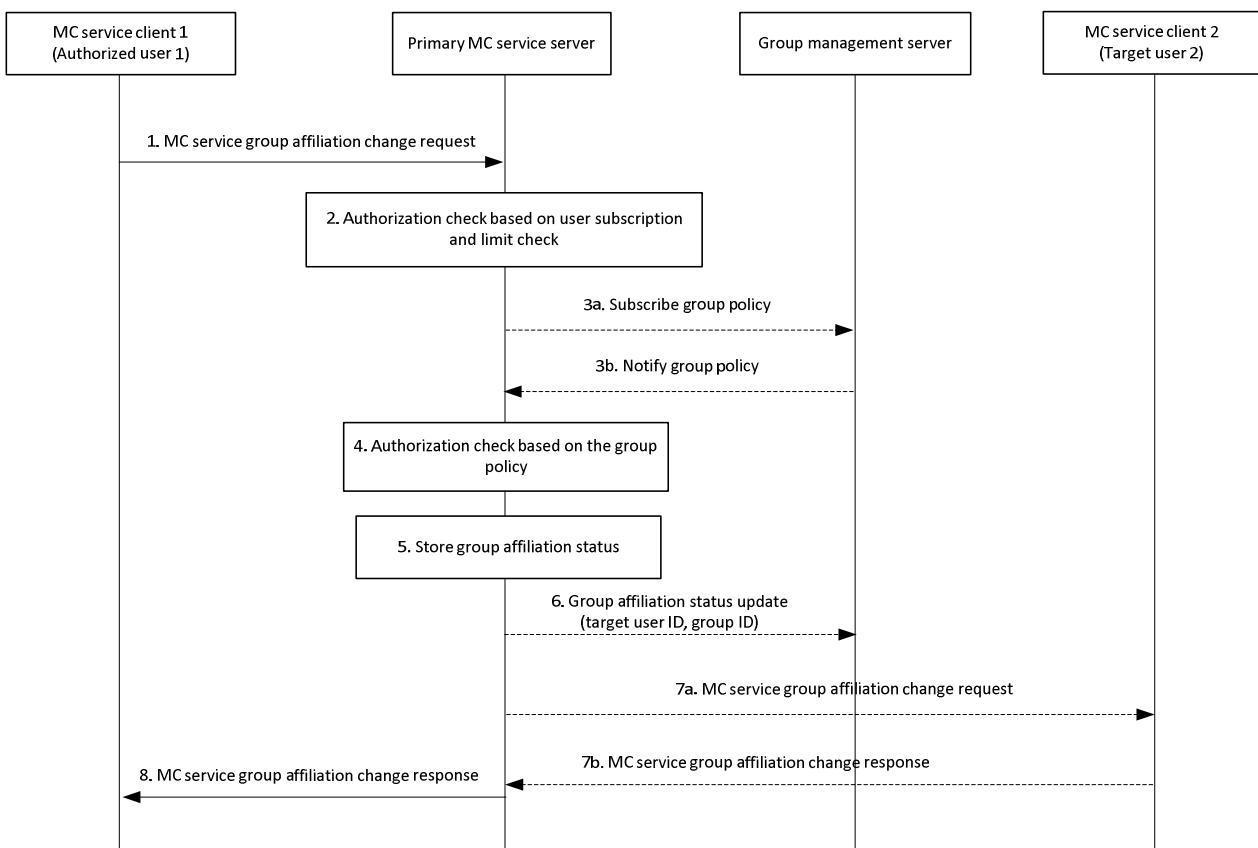 MC service client 1
(Authorized user 1)
Primary MC service server
Group management server
MC service client 2
(Target user 2)
1. MC service group affiliation change request
2. Authorization check based on user subscription
and limit check
3a. Subscribe group policy
3b. Notify group policy
4. Authorization check based on the group
policy
5. Store group affiliation status
6. Group affiliation status update
(target user ID, group ID)
7a. MC service group affiliation change request
7b. MC service group affiliation change response
8. MC service group affiliation change response